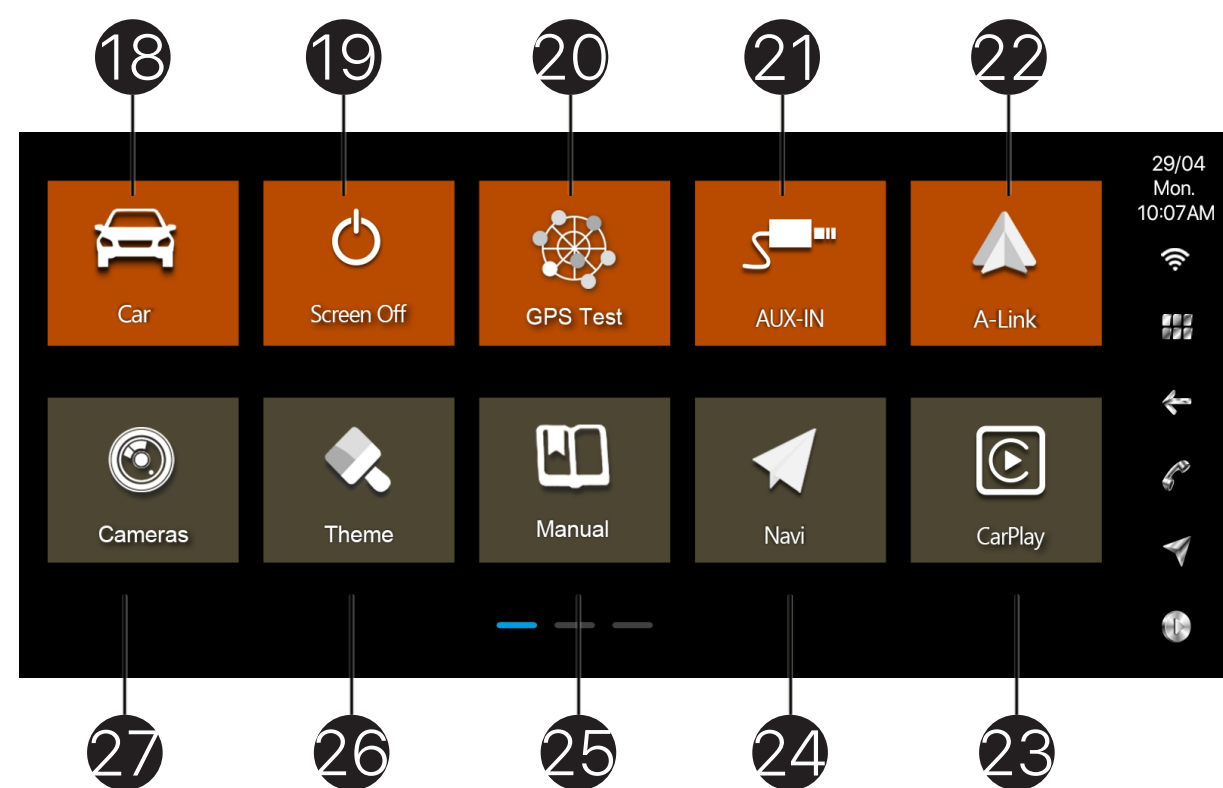 18 19 20 21 22
29/04
Mon.
10:07AM
Car Screen Off GPS Test AUX-IN A-Link
Cameras Theme Manual Navi CarPlay
27 26 25 24 23